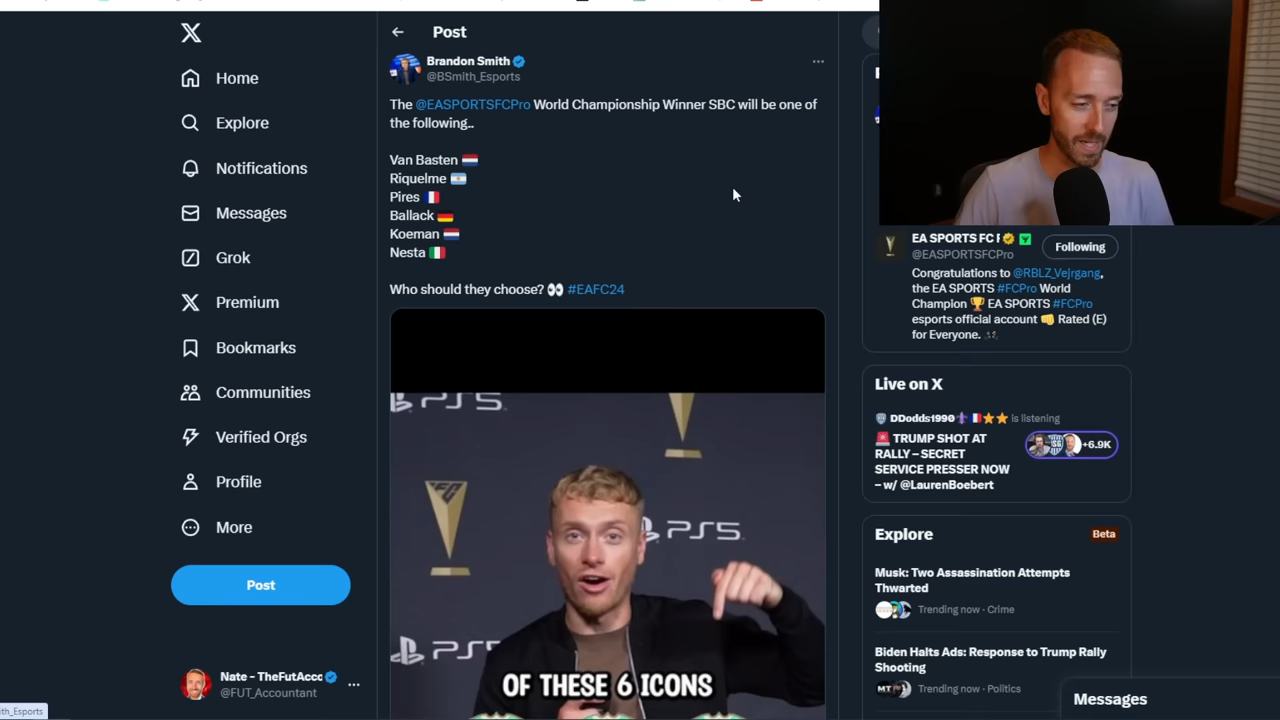 Home
Explore
Notifications
Messages
Grok
Premium
Bookmarks
Communities
Verified Orgs
Profile
More
Post
Nate - TheFutAcc
@FUT_Accountant
ith_Esports
Post
Brandon Smith
@BSmith_Esports
The @EASPORTSFCPro World Championship Winner SBC will be one of
the following..
Van Basten
Riquelme
Pires
Ballack
Koeman
Nesta
Who should they choose? 👀 #EAFC24
PS5
PS5
PS5
OF THESE 6 ICONS
EA SPORTS FC
@EASPORTSFCPro
Following
Congratulations to @RBLZ_Vejrgang,
the EA SPORTS #FCPro World
Champion 🏆 EA SPORTS #FCPro
esports official account 👊 Rated (E)
for Everyone.
Live on X
DDodds1990 is listening
🚨 TRUMP SHOT AT
RALLY – SECRET
SERVICE PRESSER NOW
– w/ @LaurenBoebert
+6.9K
Explore
Beta
Musk: Two Assassination Attempts
Thwarted
Trending now · Crime
Biden Halts Ads: Response to Trump Rally
Shooting
Trending now · Politics
Messages